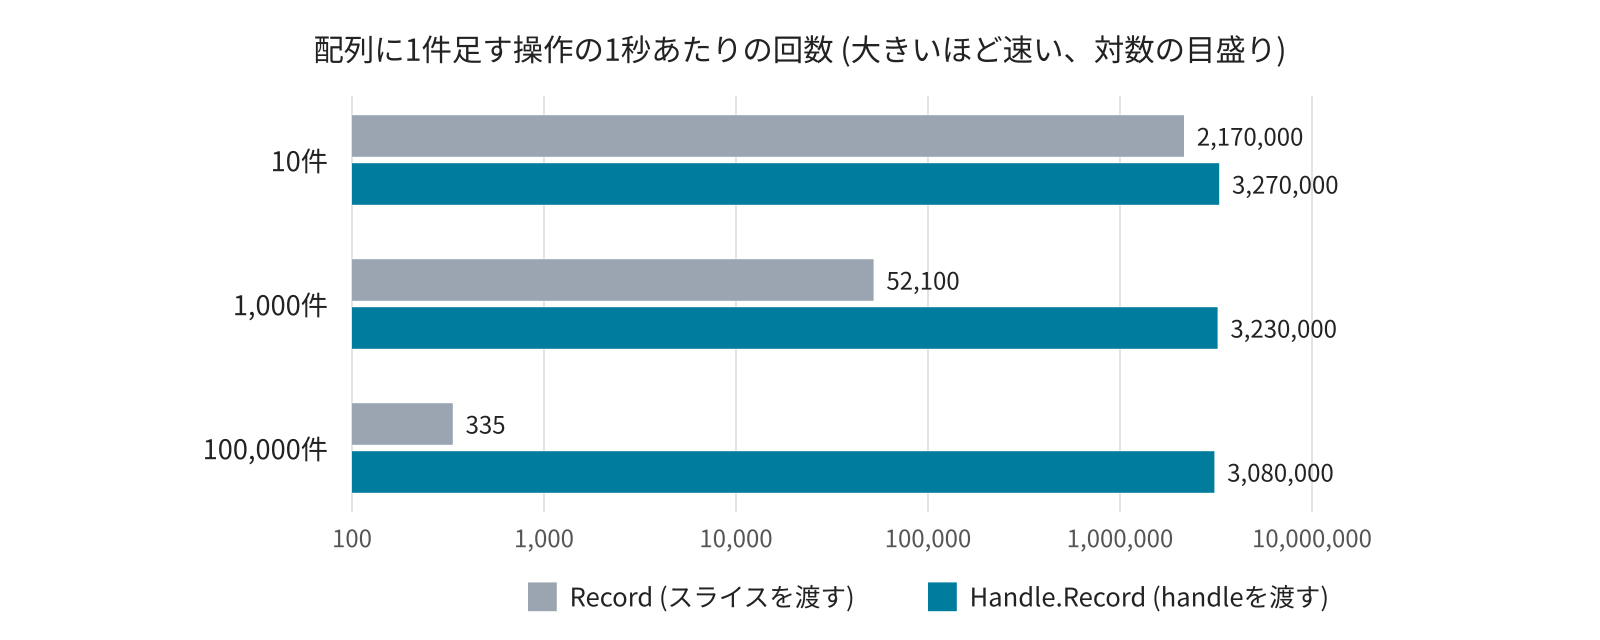 配列に1件足す操作の1秒あたりの回数 (大きいほど速い、対数の目盛り)
10件
2,170,000
3,270,000
1,000件
52,100
3,230,000
100,000件
335
3,080,000
100 1,000 10,000 100,000 1,000,000 10,000,000
Record (スライスを渡す) Handle.Record (handleを渡す)